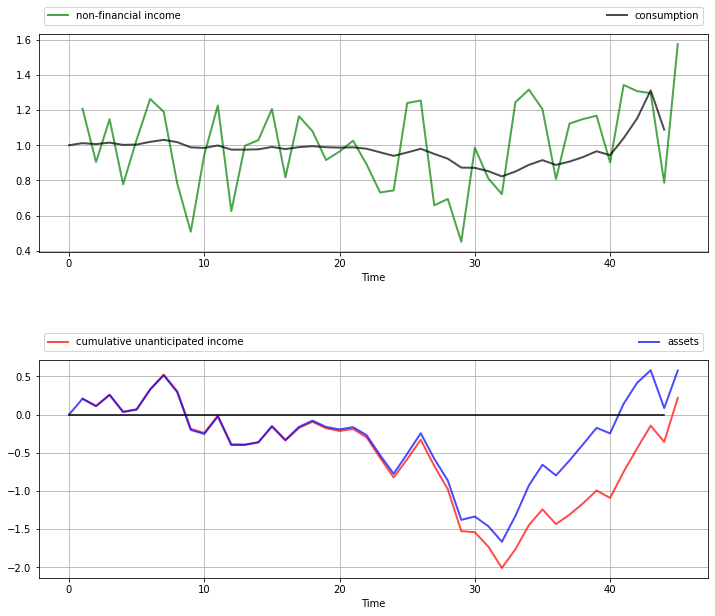 non-financial income consumption
1.6
1.4
1.2
1.0
0.8
0.6
0.4
0 10 20 30 40
Time
cumulative unanticipated income assets
0.5
0.0
−0.5
−1.0
−1.5
−2.0
0 10 20 30 40
Time